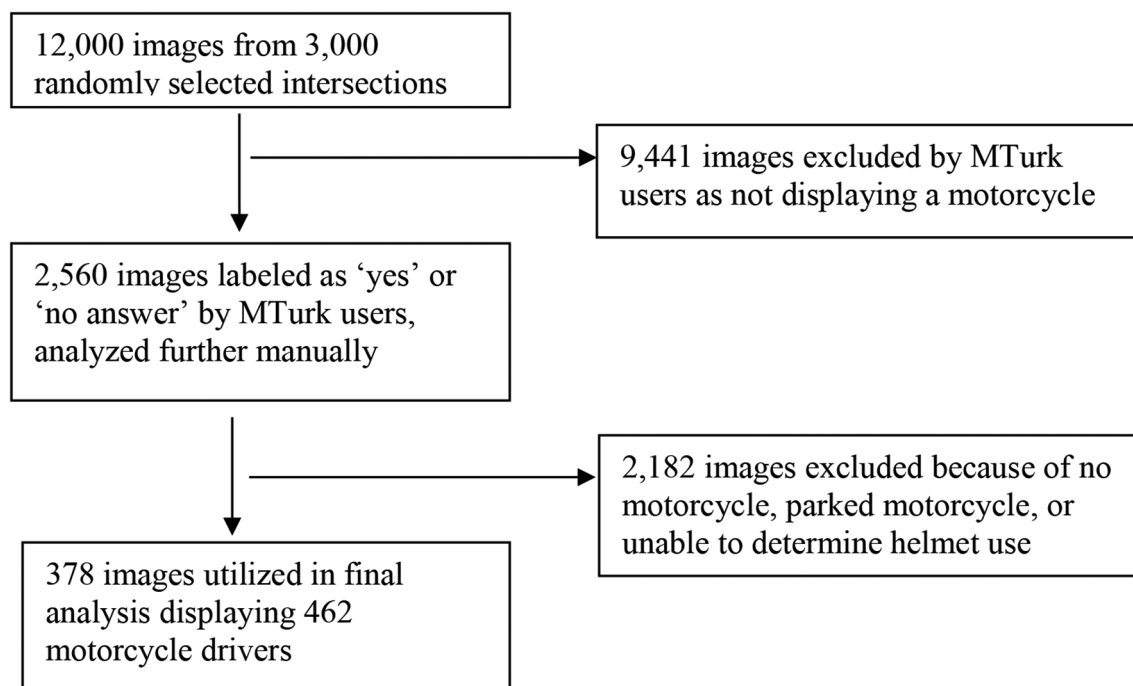 12,000 images from 3,000
randomly selected intersections
9,441 images excluded by MTurk
users as not displaying a motorcycle
2,560 images labeled as ‘yes’ or
‘no answer’ by MTurk users,
analyzed further manually
2,182 images excluded because of no
motorcycle, parked motorcycle, or
unable to determine helmet use
378 images utilized in final
analysis displaying 462
motorcycle drivers